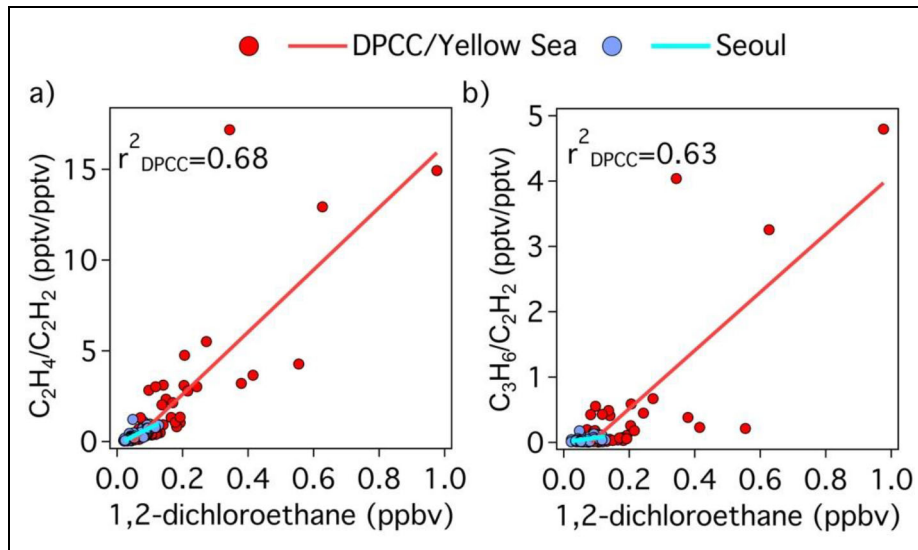 DPCC/Yellow Sea Seoul
a)
b)
r²DPCC=0.68
r²DPCC=0.63
C₂H₄/C₂H₂ (pptv/pptv)
15
10
5
0
0.0 0.2 0.4 0.6 0.8 1.0
1,2-dichloroethane (ppbv)
C₃H₆/C₂H₂ (pptv/pptv)
5
4
3
2
1
0
0.0 0.2 0.4 0.6 0.8 1.0
1,2-dichloroethane (ppbv)